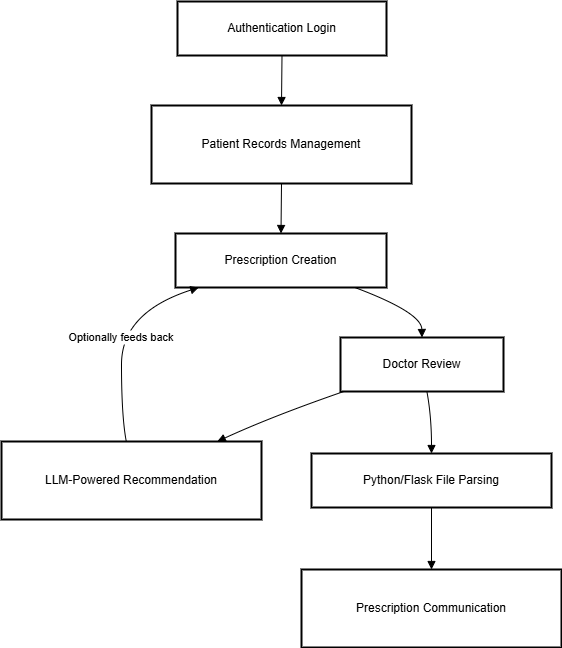 Authentication Login
Patient Records Management
Prescription Creation
Optionally feeds back
Doctor Review
LLM-Powered Recommendation
Python/Flask File Parsing
Prescription Communication